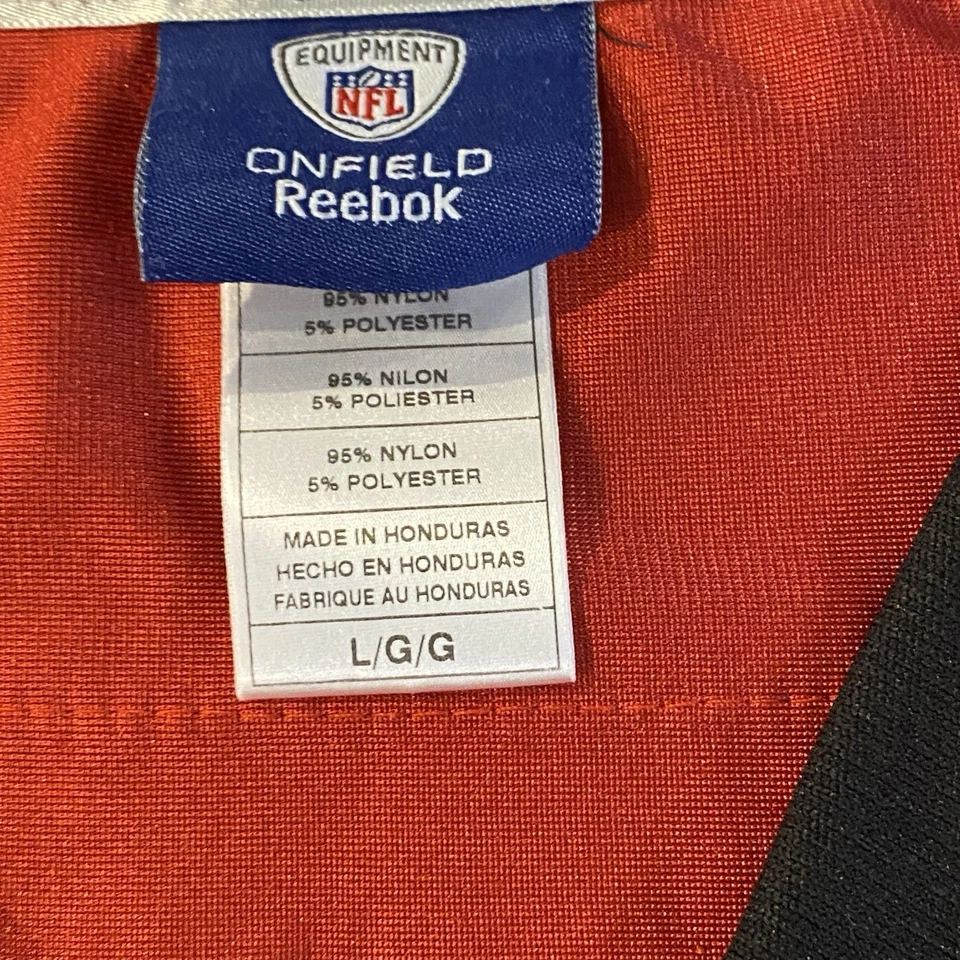 EQUIPMENT
NFL
ONFIELD
Reebok
95% NYLON
5% POLYESTER
95% NILON
5% POLIESTER
95% NYLON
5% POLYESTER
MADE IN HONDURAS
HECHO EN HONDURAS
FABRIQUE AU HONDURAS
L/G/G